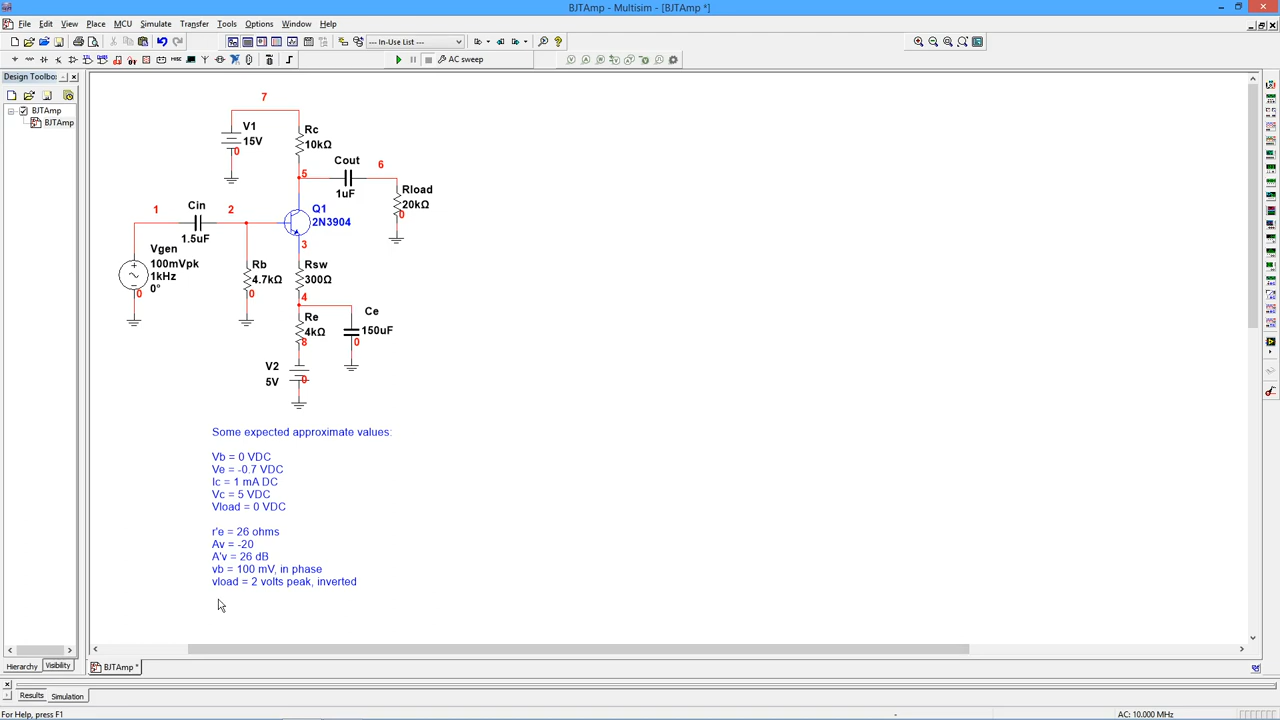 BJTAmp - Multisim - [BJTAmp *]
File Edit View Place MCU Simulate Transfer Tools Options Window Help
--- In-Use List ---
AC sweep
Design Toolbo
BJTAmp
BJTAmp
Hierarchy Visibility
7
V1
15V
0
Rc
10kΩ
5
Cout
1uF
6
Rload
20kΩ
0
1
Cin
1.5uF
2
Q1
2N3904
3
Vgen
100mVpk
1kHz
0°
0
Rb
4.7kΩ
0
Rsw
300Ω
4
Re
4kΩ
8
Ce
150uF
0
V2
5V
0
Some expected approximate values:
Vb = 0 VDC
Ve = -0.7 VDC
Ic = 1 mA DC
Vc = 5 VDC
Vload = 0 VDC
r'e = 26 ohms
Av = -20
A'v = 26 dB
vb = 100 mV, in phase
vload = 2 volts peak, inverted
BJTAmp *
Results Simulation
For Help, press F1
-
AC: 10.000 MHz